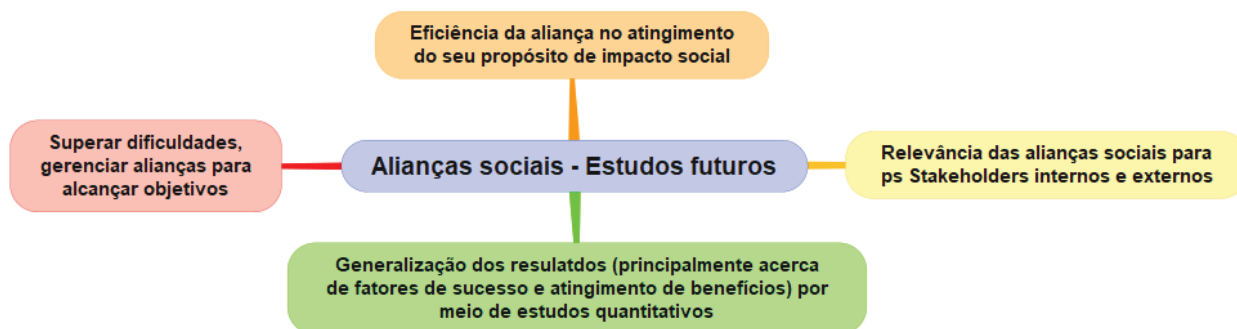 Eficiência da aliança no atingimento
do seu propósito de impacto social
Superar dificuldades,
gerenciar alianças para
alcançar objetivos
Alianças sociais - Estudos futuros
Relevância das alianças sociais para
ps Stakeholders internos e externos
Generalização dos resulatdos (principalmente acerca
de fatores de sucesso e atingimento de benefícios) por
meio de estudos quantitativos